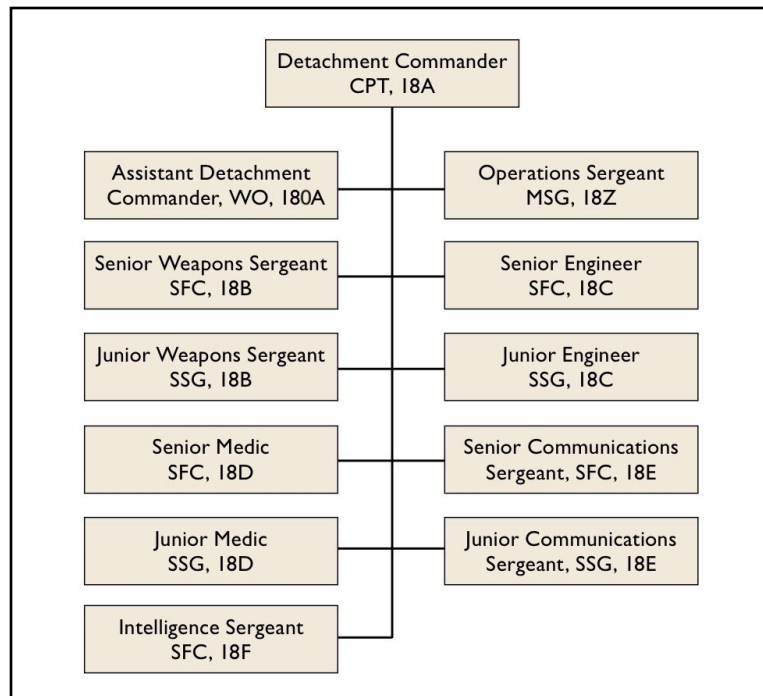 Detachment Commander
CPT, 18A
Assistant Detachment
Commander, WO, 180A
Operations Sergeant
MSG, 18Z
Senior Weapons Sergeant
SFC, 18B
Senior Engineer
SFC, 18C
Junior Weapons Sergeant
SSG, 18B
Junior Engineer
SSG, 18C
Senior Medic
SFC, 18D
Senior Communications
Sergeant, SFC, 18E
Junior Medic
SSG, 18D
Junior Communications
Sergeant, SSG, 18E
Intelligence Sergeant
SFC, 18F